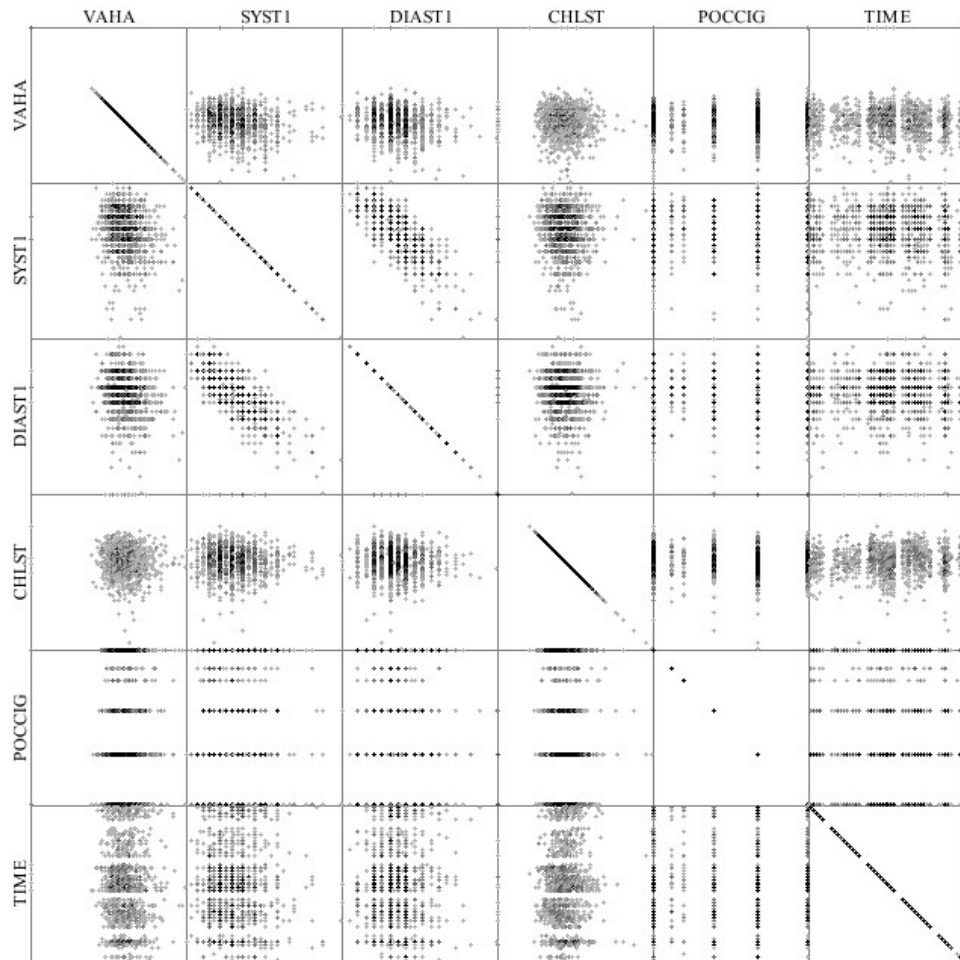 VAHA SYST1 DIAST1 CHLST POCCIG TIME
VAHA
SYST1
DIAST1
CHLST
POCCIG
TIME